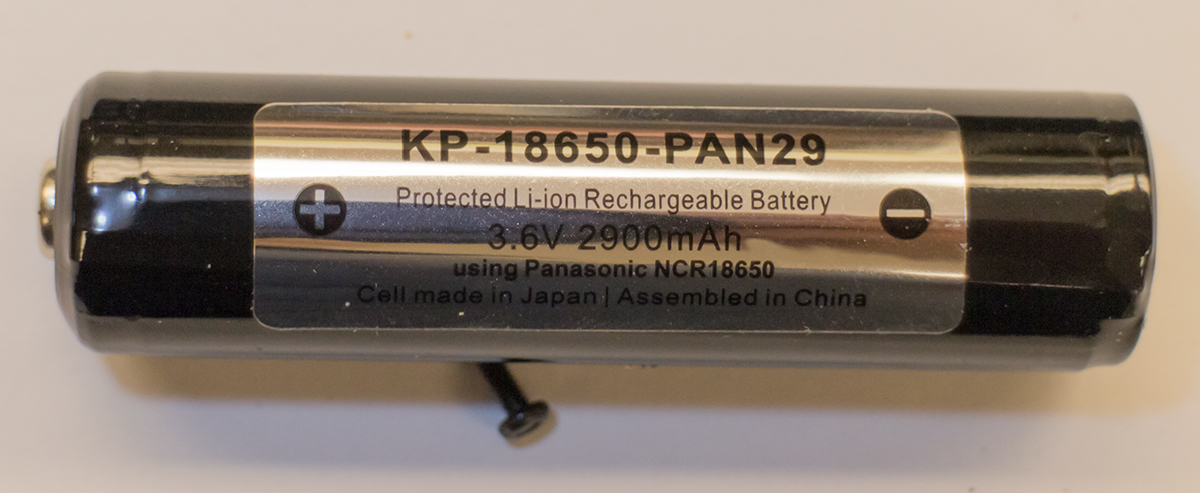 KP-18650-PAN29
Protected Li-ion Rechargeable Battery
+ -
3.6V 2900mAh
using Panasonic NCR18650
Cell made in Japan | Assembled in China